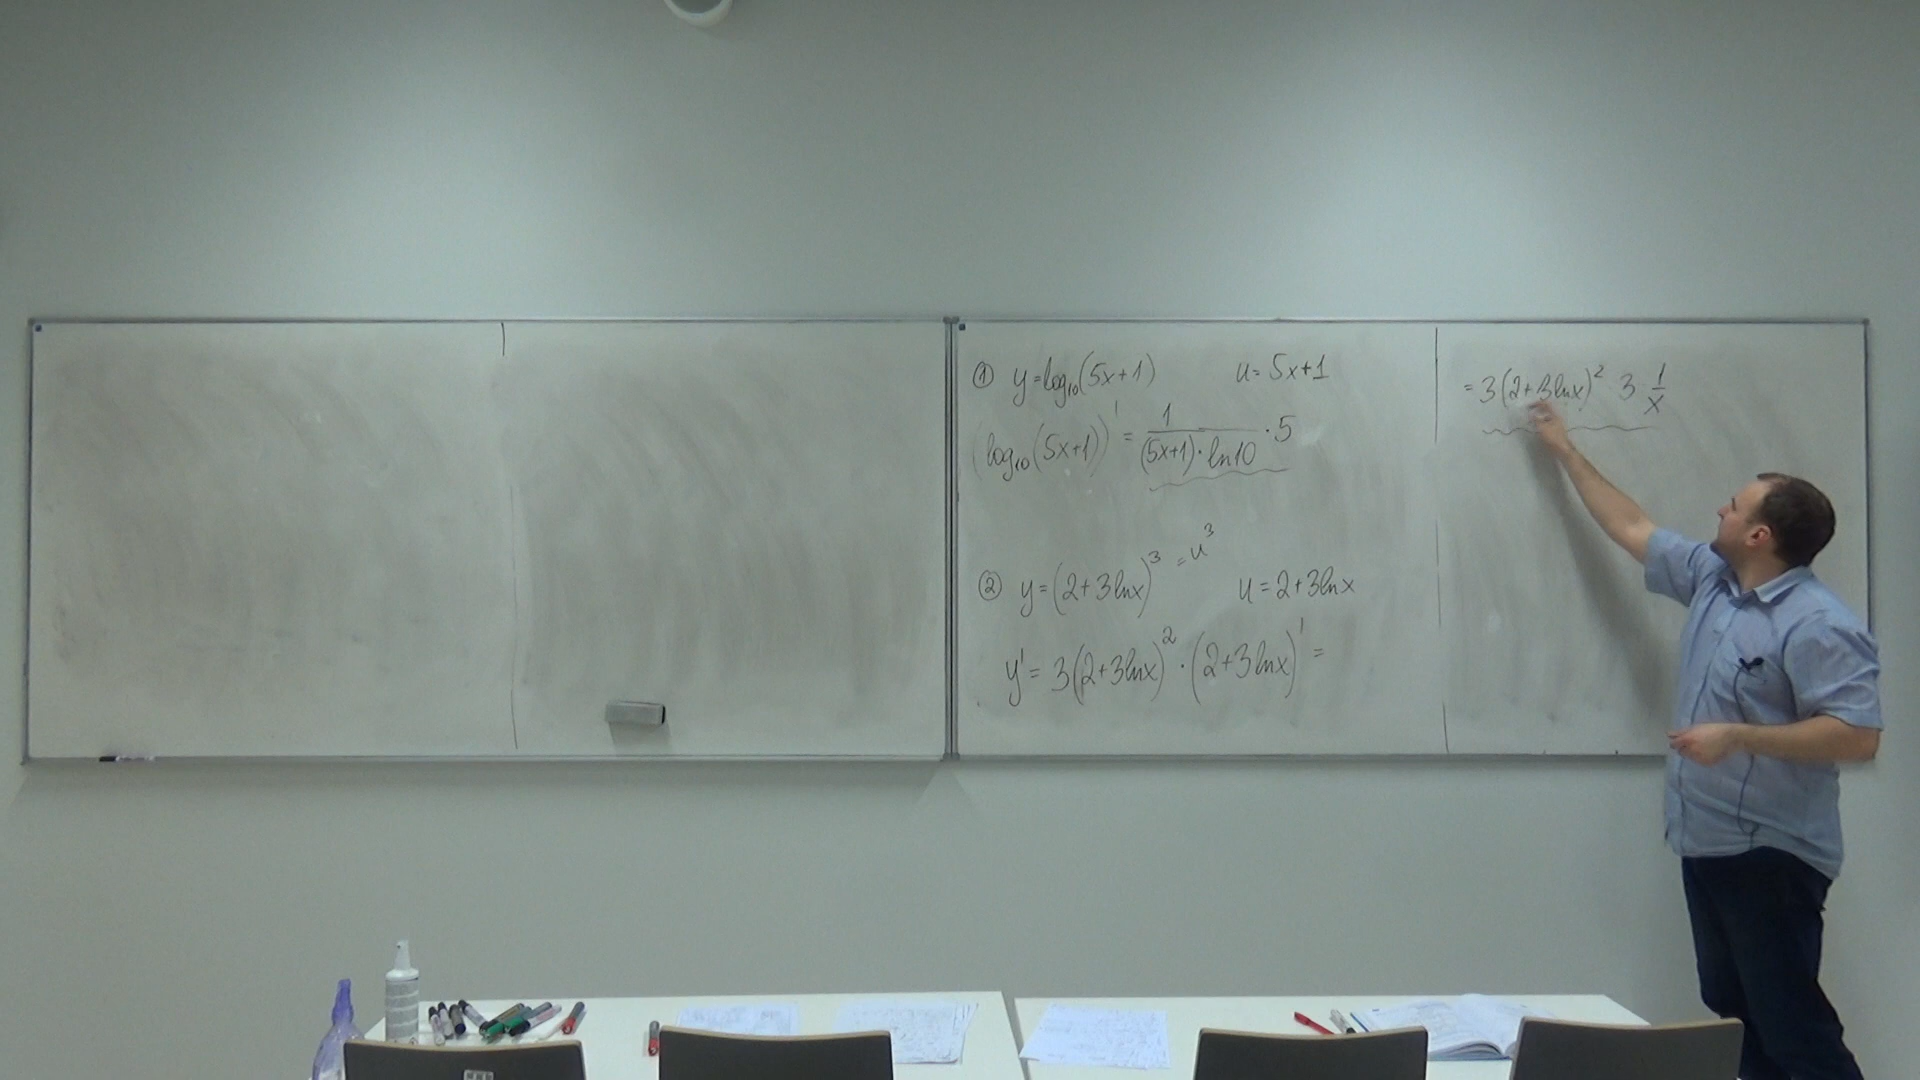 ① y=log₁₀(5x+1) u=5x+1
(log₁₀(5x+1))' = 1/((5x+1)·ln10) ·5
② y=(2+3lnx)³ =u³ u=2+3lnx
y'=3(2+3lnx)²·(2+3lnx)'=
=3(2+3lnx)² 3 1/x